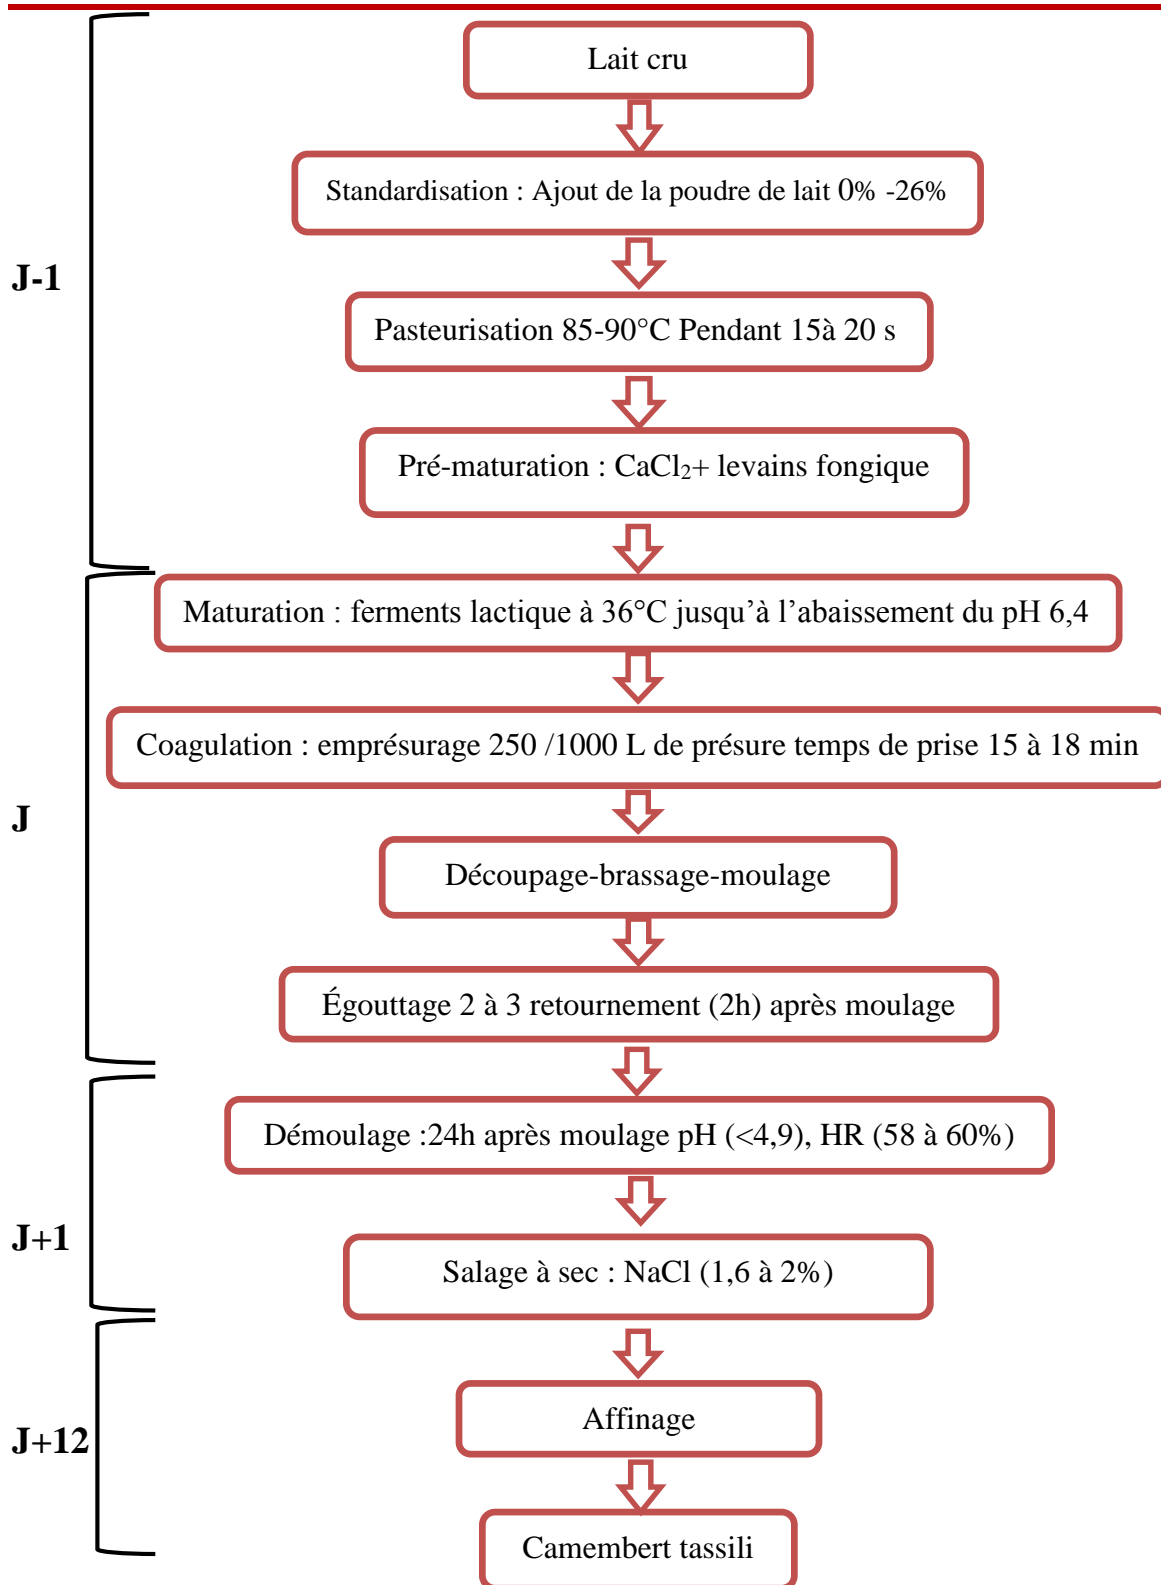 Lait cru
Standardisation : Ajout de la poudre de lait 0% -26%
J-1
Pasteurisation 85-90°C Pendant 15à 20 s
Pré-maturation : CaCl₂+ levains fongique
Maturation : ferments lactique à 36°C jusqu’à l’abaissement du pH 6,4
Coagulation : emprésurage 250 /1000 L de présure temps de prise 15 à 18 min
J
Découpage-brassage-moulage
Égouttage 2 à 3 retournement (2h) après moulage
Démoulage :24h après moulage pH (<4,9), HR (58 à 60%)
J+1
Salage à sec : NaCl (1,6 à 2%)
Affinage
J+12
Camembert tassili